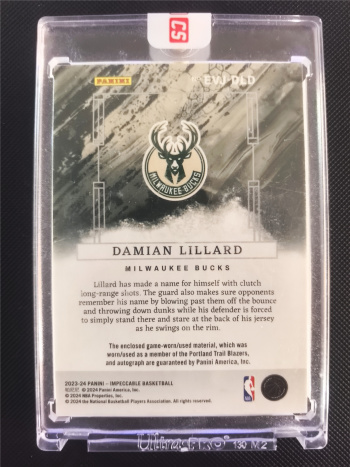 CS
PANINI
EVJ-DLD
MILWAUKEE BUCKS
DAMIAN LILLARD
MILWAUKEE BUCKS
Lillard has made a name for himself with clutch
long-range shots. The guard also makes sure opponents
remember his name by blowing past them off the bounce
and throwing down dunks while his defender is forced
to simply stand there and stare at the back of his jersey
as he swings on the rim.
The enclosed game-worn/used material, which was
worn/used as a member of the Portland Trail Blazers,
and autograph are guaranteed by Panini America, Inc.
2023-24 PANINI - IMPECCABLE BASKETBALL
© 2024 Panini America, Inc.
© 2024 NBA Properties, Inc.
© 2024 the National Basketball Players Association. All rights reserved.
NBA